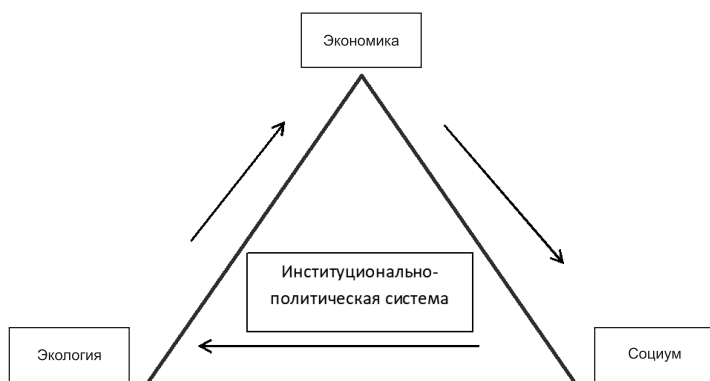 Экономика
Институционально-
политическая система
Экология
Социум